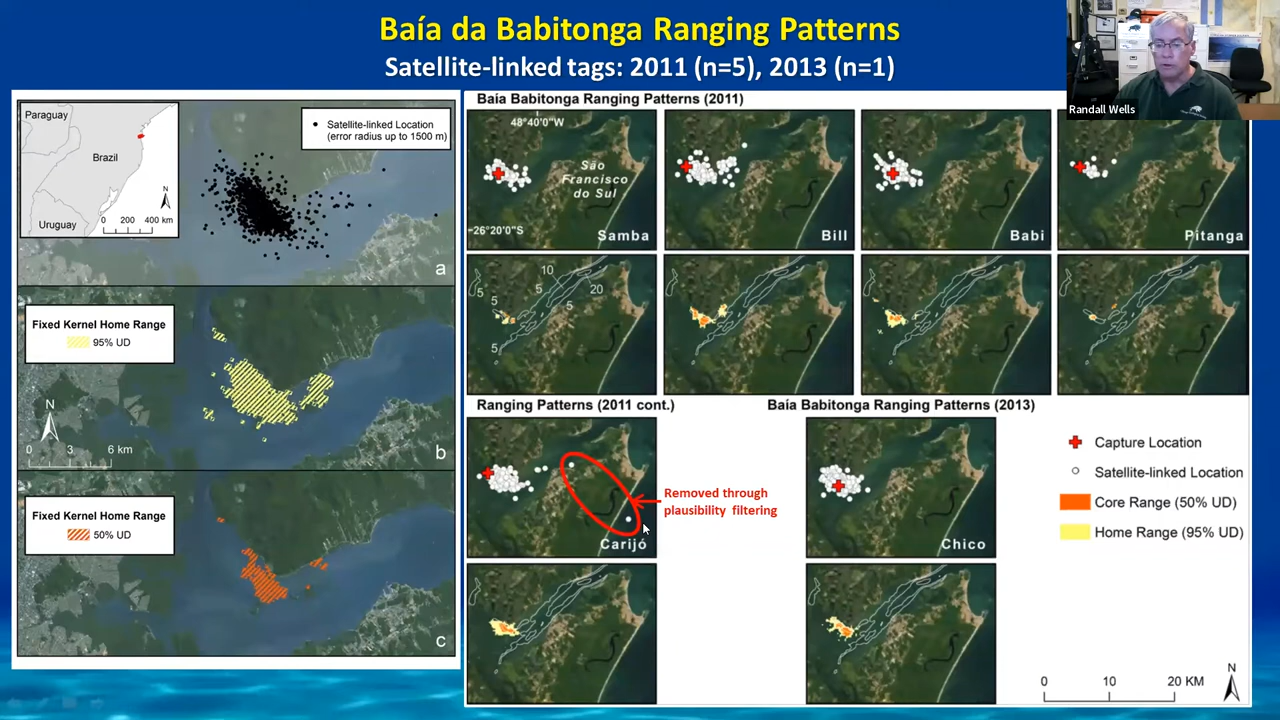 Baía da Babitonga Ranging Patterns
Satellite-linked tags: 2011 (n=5), 2013 (n=1)
Randall Wells
Paraguay
Brazil
Uruguay
N
0 200 400 km
Satellite-linked Location
(error radius up to 1500 m)
a
Fixed Kernel Home Range
95% UD
N
0 3 6 km
b
Fixed Kernel Home Range
50% UD
c
Baía Babitonga Ranging Patterns (2011)
48°40'0"W
São
Francisco
do Sul
-26°20'0"S
Samba
Bill
Babi
Pitanga
10
5
5
5
20
5
5
Ranging Patterns (2011 cont.)
Baía Babitonga Ranging Patterns (2013)
Removed through
plausibility filtering
Carijó
Chico
Capture Location
Satellite-linked Location
Core Range (50% UD)
Home Range (95% UD)
N
0 10 20 KM